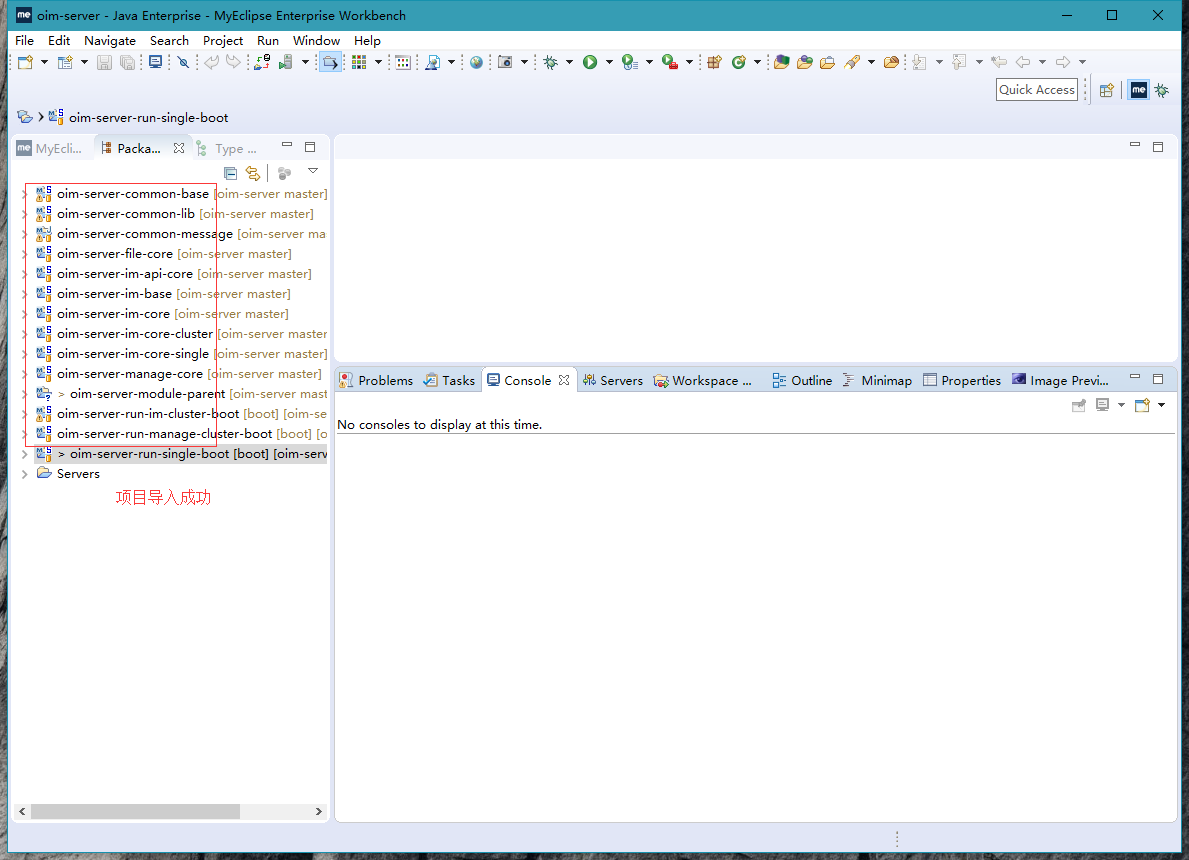 oim-server - Java Enterprise - MyEclipse Enterprise Workbench
File Edit Navigate Search Project Run Window Help
Quick Access
me
oim-server-run-single-boot
me MyEcli... Packa... Type ...
oim-server-common-base [oim-server master]
oim-server-common-lib [oim-server master]
oim-server-common-message [oim-server ma
oim-server-file-core [oim-server master]
oim-server-im-api-core [oim-server master]
oim-server-im-base [oim-server master]
oim-server-im-core [oim-server master]
oim-server-im-core-cluster [oim-server master
oim-server-im-core-single [oim-server master]
oim-server-manage-core [oim-server master]
> oim-server-module-parent [oim-server mast
oim-server-run-im-cluster-boot [boot] [oim-se
oim-server-run-manage-cluster-boot [boot] [o
> oim-server-run-single-boot [boot] [oim-serv
Servers
项目导入成功
Problems Tasks Console Servers Workspace ... Outline Minimap Properties Image Previ...
No consoles to display at this time.